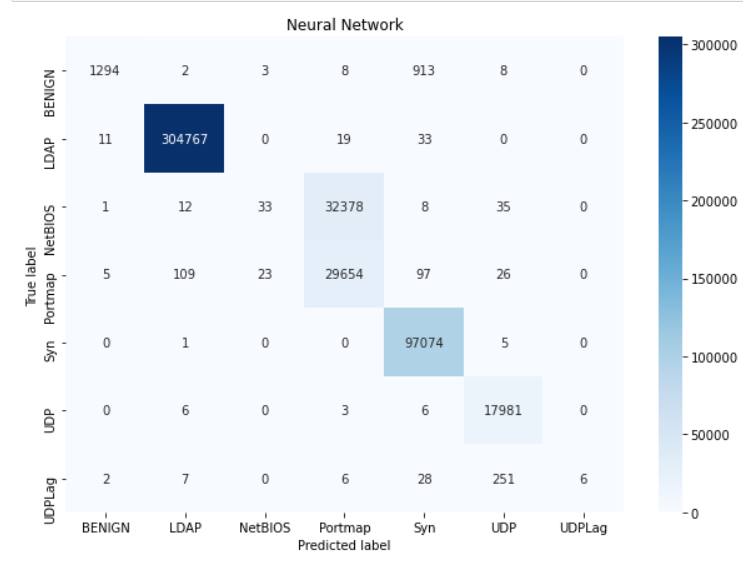 Neural Network
BENIGN 1294 2 3 8 913 8 0
LDAP 11 304767 0 19 33 0 0
NetBIOS 1 12 33 32378 8 35 0
Portmap 5 109 23 29654 97 26 0
Syn 0 1 0 0 97074 5 0
UDP 0 6 0 3 6 17981 0
UDPLag 2 7 0 6 28 251 6
True label
BENIGN LDAP NetBIOS Portmap Syn UDP UDPLag
Predicted label
300000
250000
200000
150000
100000
50000
0